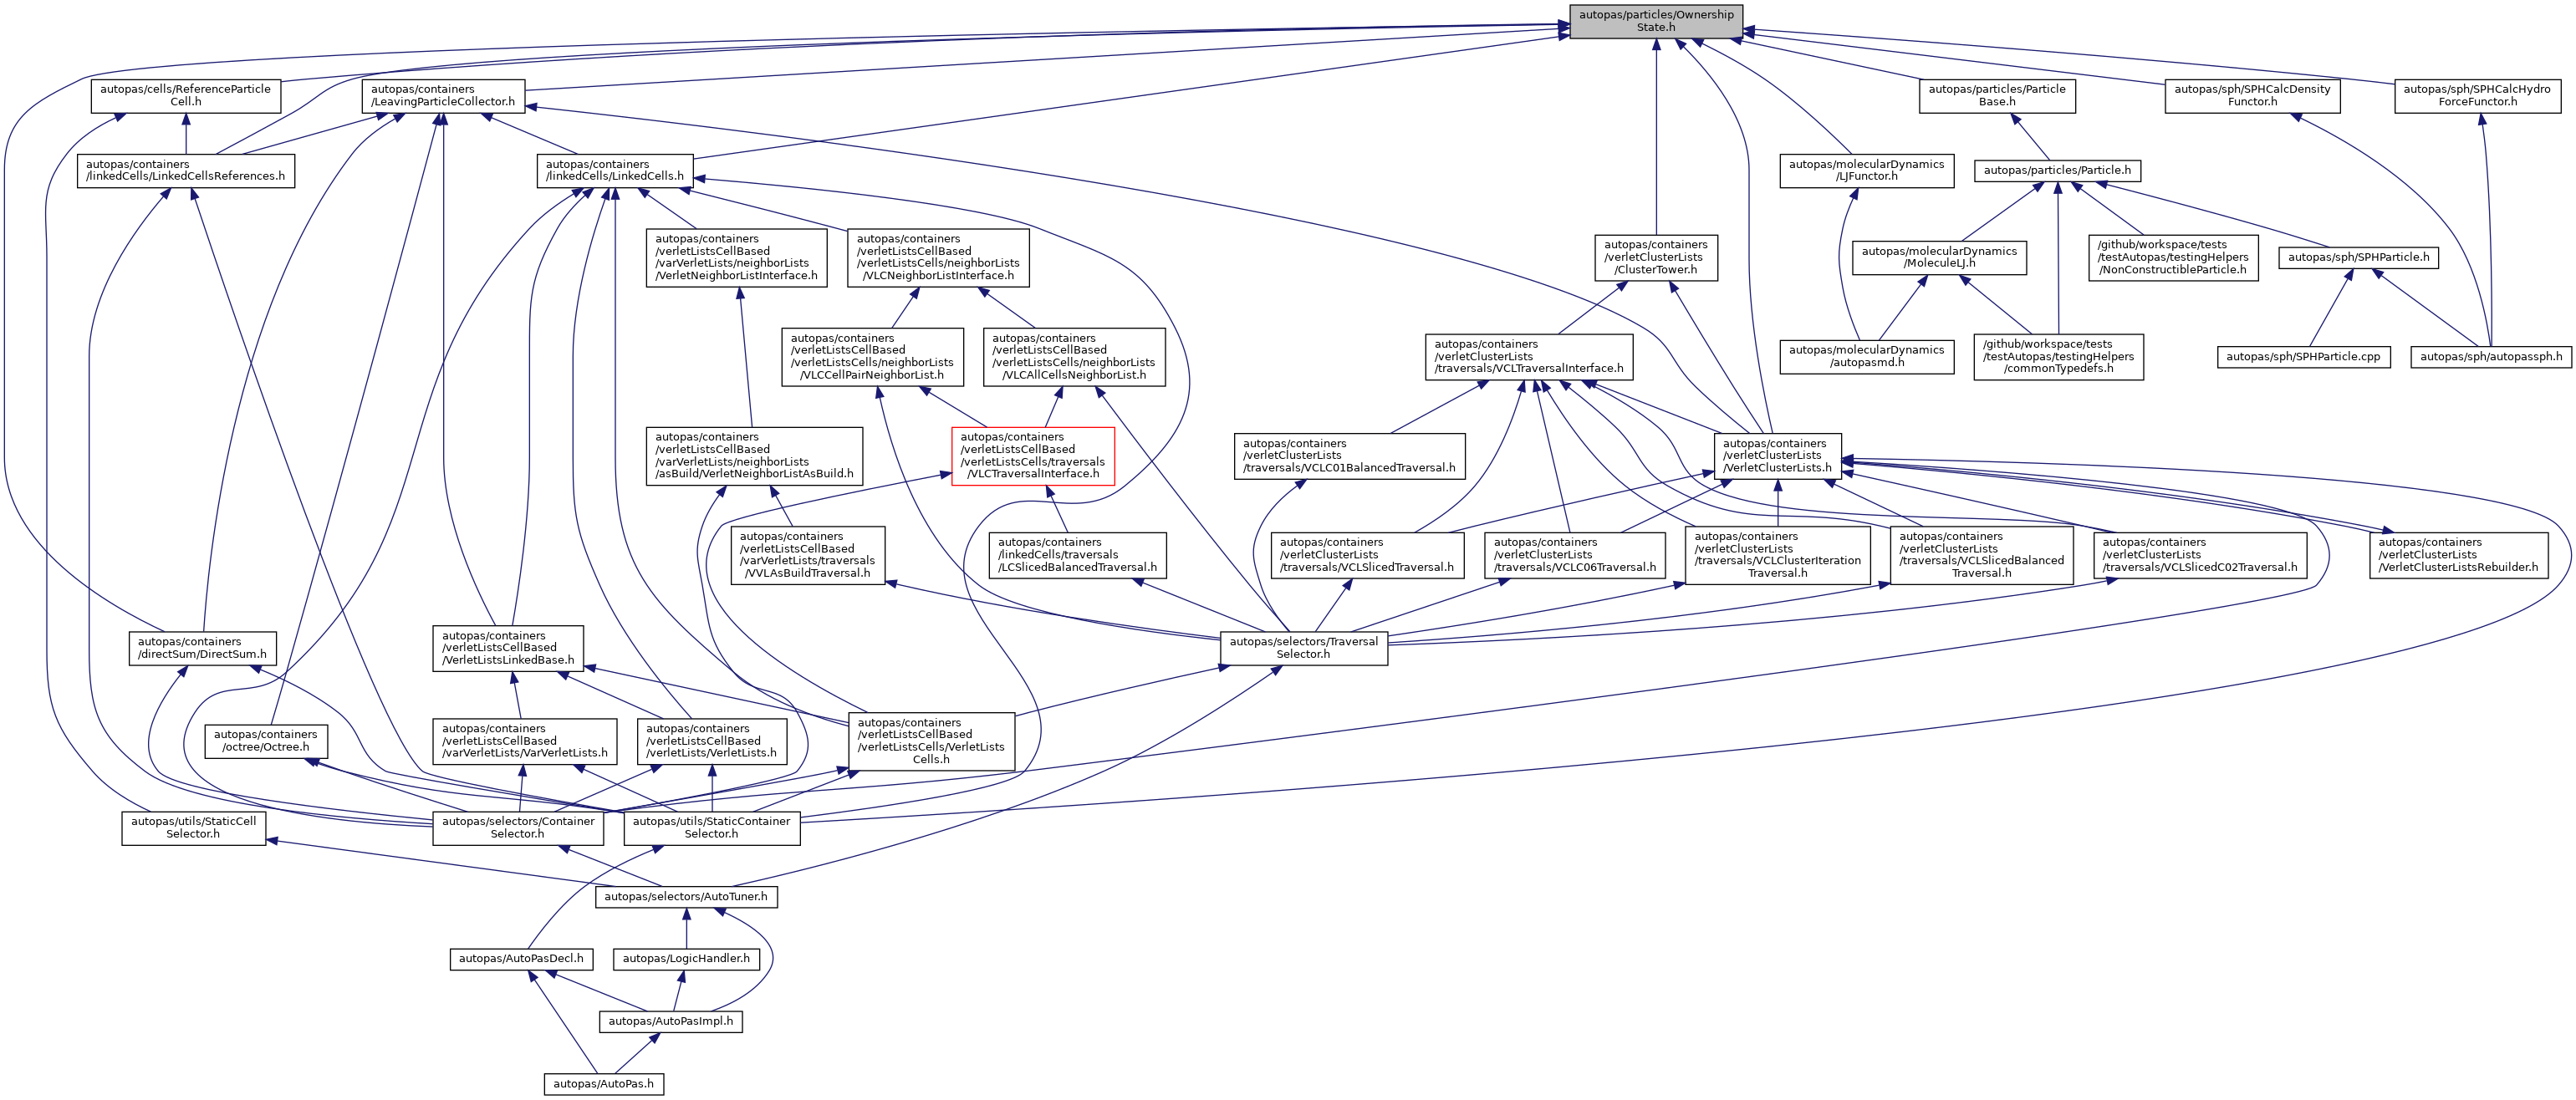 autopas/particles/Ownership
State.h
autopas/cells/ReferenceParticle
Cell.h
autopas/containers
/LeavingParticleCollector.h
autopas/particles/Particle
Base.h
autopas/sph/SPHCalcDensity
Functor.h
autopas/sph/SPHCalcHydro
ForceFunctor.h
autopas/containers
/linkedCells/LinkedCellsReferences.h
autopas/containers
/linkedCells/LinkedCells.h
autopas/molecularDynamics
/LJFunctor.h
autopas/particles/Particle.h
autopas/containers
/verletListsCellBased
/varVerletLists/neighborLists
/VerletNeighborListInterface.h
autopas/containers
/verletListsCellBased
/verletListsCells/neighborLists
/VLCNeighborListInterface.h
autopas/containers
/verletClusterLists
/ClusterTower.h
autopas/molecularDynamics
/MoleculeLJ.h
/github/workspace/tests
/testAutopas/testingHelpers
/NonConstructibleParticle.h
autopas/sph/SPHParticle.h
autopas/containers
/verletListsCellBased
/verletListsCells/neighborLists
/VLCCellPairNeighborList.h
autopas/containers
/verletListsCellBased
/verletListsCells/neighborLists
/VLCAllCellsNeighborList.h
autopas/containers
/verletClusterLists
/traversals/VCLTraversalInterface.h
autopas/molecularDynamics
/autopasmd.h
/github/workspace/tests
/testAutopas/testingHelpers
/commonTypedefs.h
autopas/sph/SPHParticle.cpp
autopas/sph/autopassph.h
autopas/containers
/verletListsCellBased
/varVerletLists/neighborLists
/asBuild/VerletNeighborListAsBuild.h
autopas/containers
/verletListsCellBased
/verletListsCells/traversals
/VLCTraversalInterface.h
autopas/containers
/verletClusterLists
/traversals/VCLC01BalancedTraversal.h
autopas/containers
/verletClusterLists
/VerletClusterLists.h
autopas/containers
/verletListsCellBased
/varVerletLists/traversals
/VVLAsBuildTraversal.h
autopas/containers
/linkedCells/traversals
/LCSlicedBalancedTraversal.h
autopas/containers
/verletClusterLists
/traversals/VCLSlicedTraversal.h
autopas/containers
/verletClusterLists
/traversals/VCLC06Traversal.h
autopas/containers
/verletClusterLists
/traversals/VCLClusterIteration
Traversal.h
autopas/containers
/verletClusterLists
/traversals/VCLSlicedBalanced
Traversal.h
autopas/containers
/verletClusterLists
/traversals/VCLSlicedC02Traversal.h
autopas/containers
/verletClusterLists
/VerletClusterListsRebuilder.h
autopas/containers
/directSum/DirectSum.h
autopas/containers
/verletListsCellBased
/VerletListsLinkedBase.h
autopas/selectors/Traversal
Selector.h
autopas/containers
/octree/Octree.h
autopas/containers
/verletListsCellBased
/varVerletLists/VarVerletLists.h
autopas/containers
/verletListsCellBased
/verletLists/VerletLists.h
autopas/containers
/verletListsCellBased
/verletListsCells/VerletLists
Cells.h
autopas/utils/StaticCell
Selector.h
autopas/selectors/Container
Selector.h
autopas/utils/StaticContainer
Selector.h
autopas/selectors/AutoTuner.h
autopas/AutoPasDecl.h
autopas/LogicHandler.h
autopas/AutoPasImpl.h
autopas/AutoPas.h